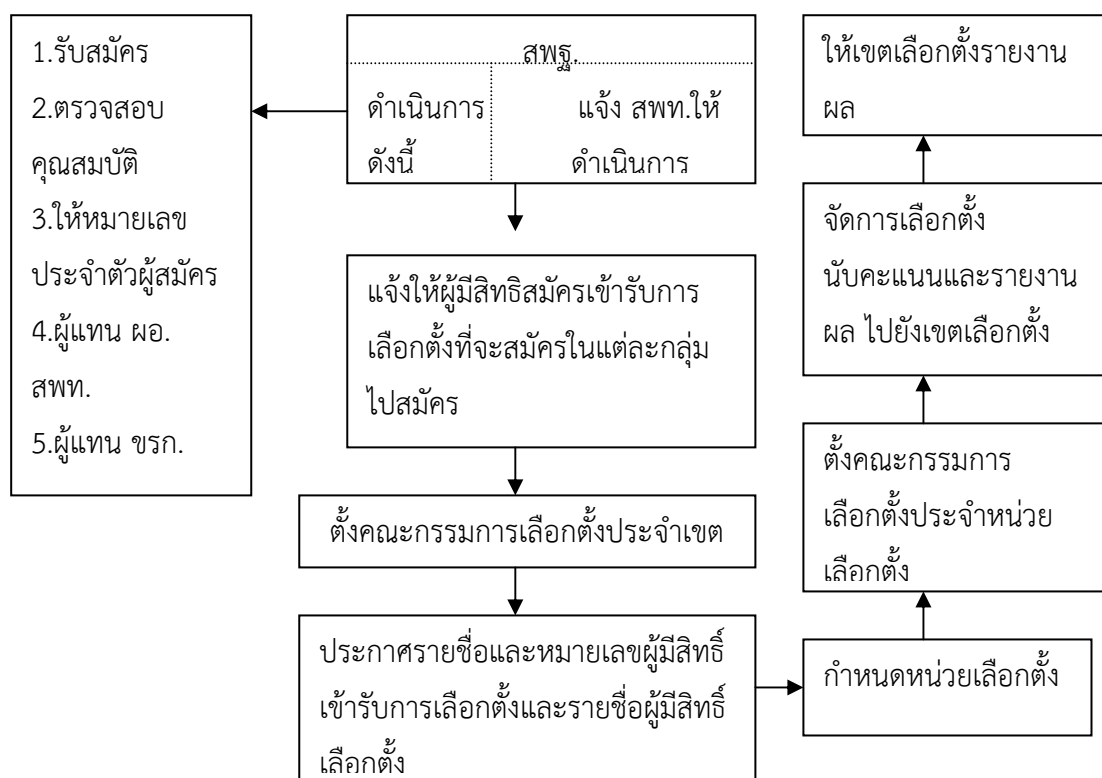 1.รับสมัคร
2.ตรวจสอบ
คุณสมบัติ
3.ให้หมายเลข
ประจำตัวผู้สมัคร
4.ผู้แทน ผอ.
สพท.
5.ผู้แทน ขรก.
สพฐ.
ดำเนินการ
ดังนี้
แจ้ง สพท.ให้
ดำเนินการ
แจ้งให้ผู้มีสิทธิสมัครเข้ารับการ
เลือกตั้งที่จะสมัครในแต่ละกลุ่ม
ไปสมัคร
ตั้งคณะกรรมการเลือกตั้งประจำเขต
ประกาศรายชื่อและหมายเลขผู้มีสิทธิ์
เข้ารับการเลือกตั้งและรายชื่อผู้มีสิทธิ์
เลือกตั้ง
กำหนดหน่วยเลือกตั้ง
ตั้งคณะกรรมการ
เลือกตั้งประจำหน่วย
เลือกตั้ง
จัดการเลือกตั้ง
นับคะแนนและรายงาน
ผล ไปยังเขตเลือกตั้ง
ให้เขตเลือกตั้งรายงาน
ผล